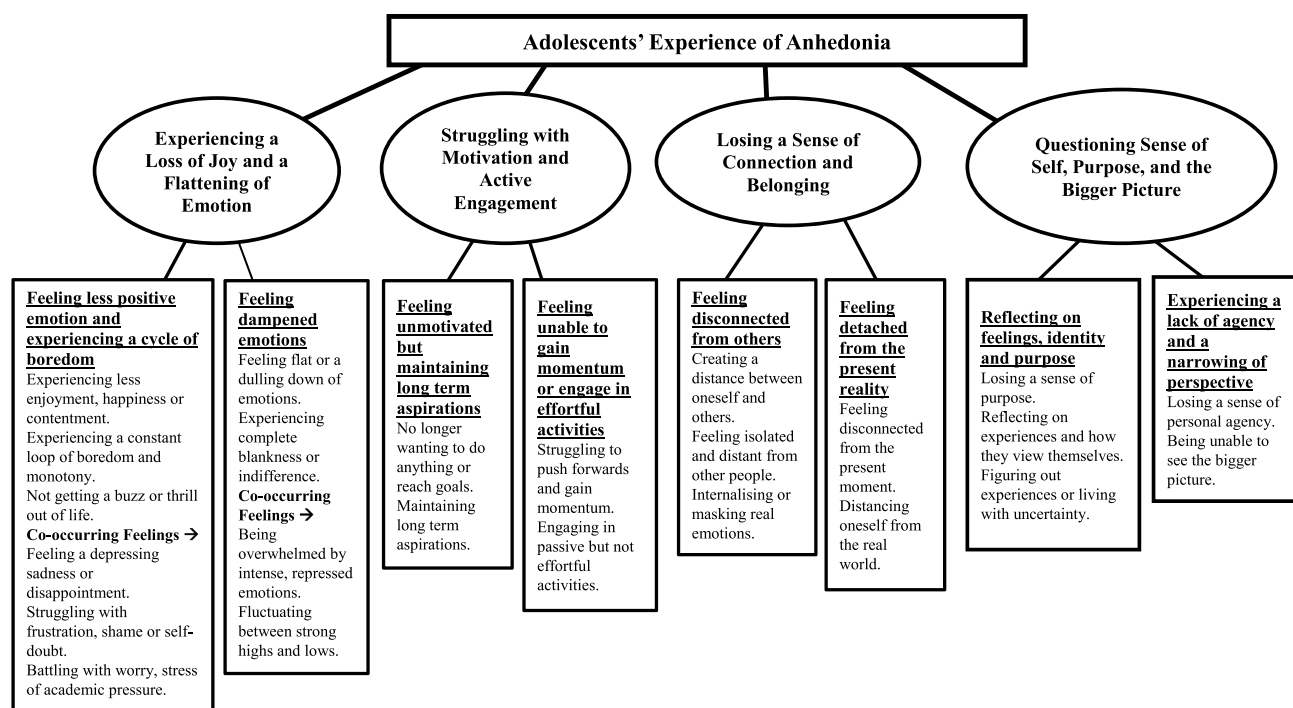 Adolescents' Experience of Anhedonia
Experiencing a
Loss of Joy and a
Flattening of
Emotion
Struggling with
Motivation and
Active
Engagement
Losing a Sense of
Connection and
Belonging
Questioning Sense of
Self, Purpose, and the
Bigger Picture
Feeling less positive
emotion and
experiencing a cycle of
boredom
Experiencing less
enjoyment, happiness or
contentment.
Experiencing a constant
loop of boredom and
monotony.
Not getting a buzz or thrill
out of life.
Co-occurring Feelings →
Feeling a depressing
sadness or
disappointment.
Struggling with
frustration, shame or self-
doubt.
Battling with worry, stress
of academic pressure.
Feeling
dampened
emotions
Feeling flat or a
dulling down of
emotions.
Experiencing
complete
blankness or
indifference.
Co-occurring
Feelings →
Being
overwhelmed by
intense, repressed
emotions.
Fluctuating
between strong
highs and lows.
Feeling
unmotivated
but
maintaining
long term
aspirations
No longer
wanting to do
anything or
reach goals.
Maintaining
long term
aspirations.
Feeling
unable to
gain
momentum
or engage in
effortful
activities
Struggling to
push forwards
and gain
momentum.
Engaging in
passive but not
effortful
activities.
Feeling
disconnected
from others
Creating a
distance between
oneself and
others.
Feeling isolated
and distant from
other people.
Internalising or
masking real
emotions.
Feeling
detached
from the
present
reality
Feeling
disconnected
from the
present
moment.
Distancing
oneself from
the real
world.
Reflecting on
feelings, identity
and purpose
Losing a sense of
purpose.
Reflecting on
experiences and how
they view themselves.
Figuring out
experiences or living
with uncertainty.
Experiencing a
lack of agency
and a
narrowing of
perspective
Losing a sense of
personal agency.
Being unable to
see the bigger
picture.